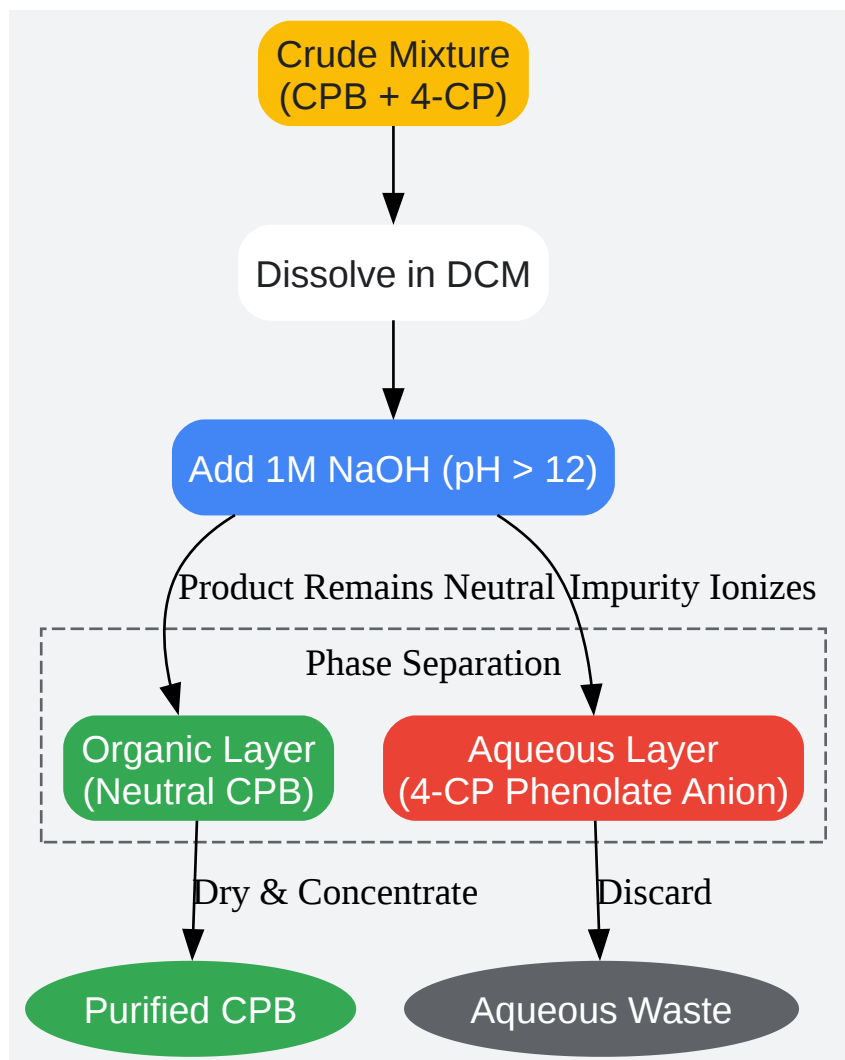 Crude Mixture
(CPB + 4-CP)
Dissolve in DCM
Add 1M NaOH (pH > 12)
Product Remains Neutral
Impurity Ionizes
Phase Separation
Organic Layer
(Neutral CPB)
Aqueous Layer
(4-CP Phenolate Anion)
Dry & Concentrate
Discard
Purified CPB
Aqueous Waste